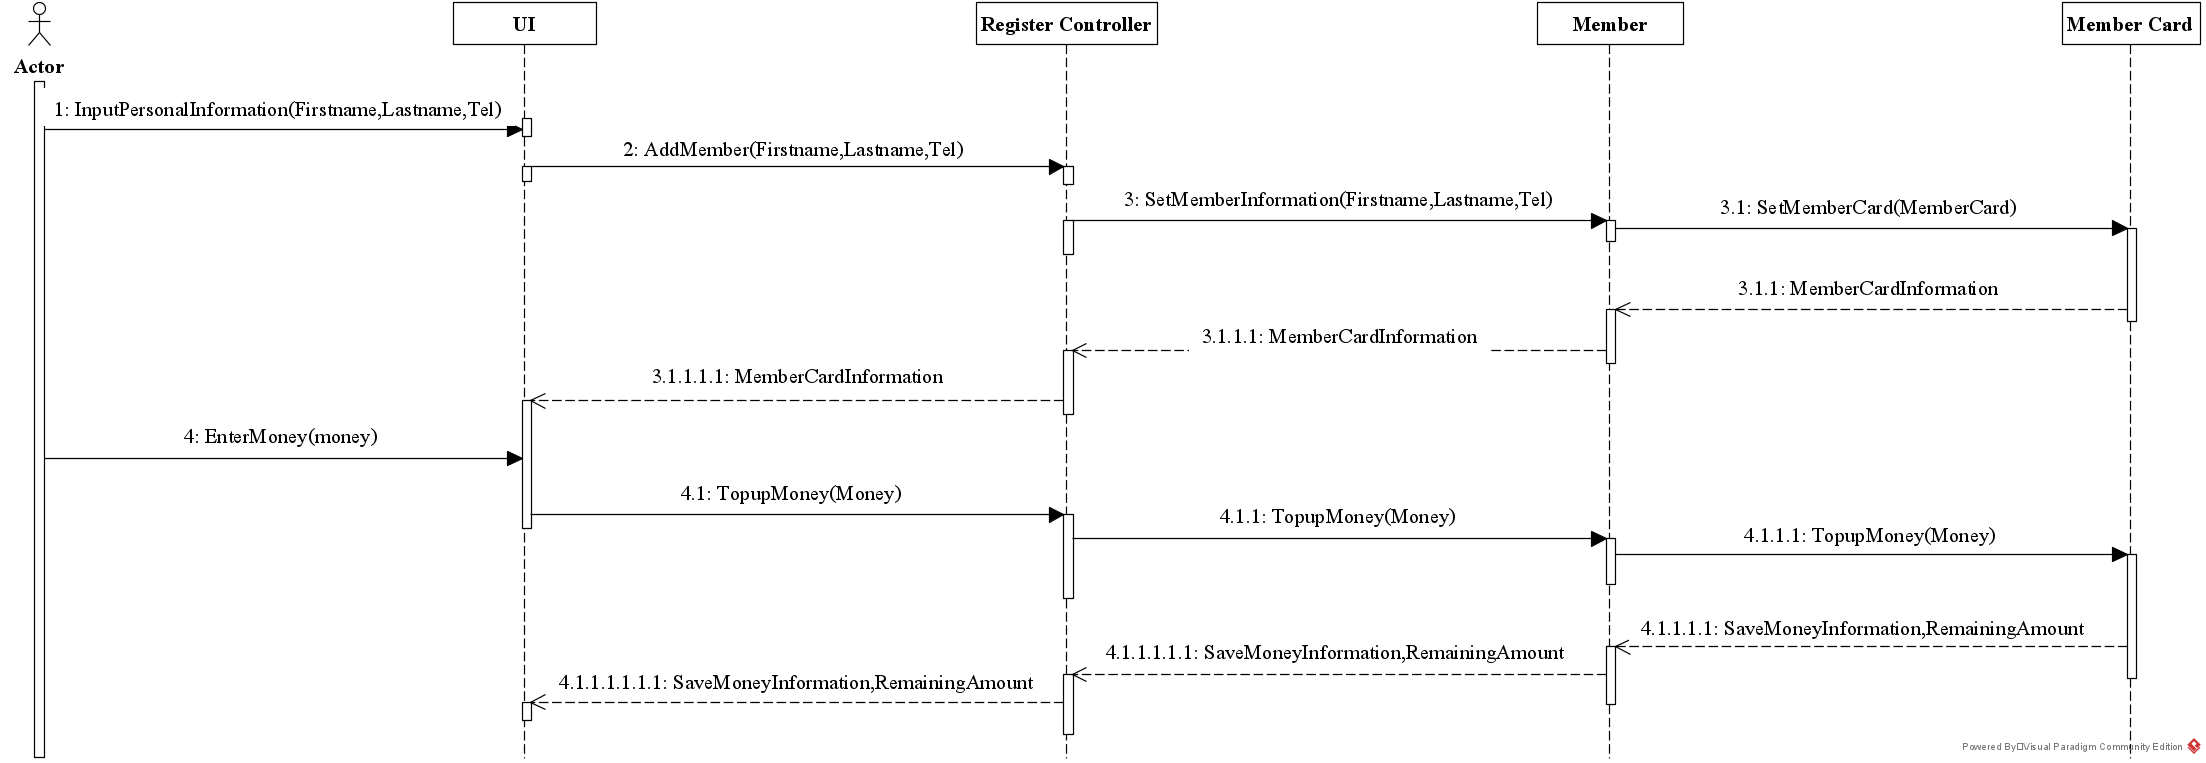 UI
Register Controller
Member
Member Card
Actor
1: InputPersonalInformation(Firstname,Lastname,Tel)
2: AddMember(Firstname,Lastname,Tel)
3: SetMemberInformation(Firstname,Lastname,Tel)
3.1: SetMemberCard(MemberCard)
3.1.1: MemberCardInformation
3.1.1.1: MemberCardInformation
3.1.1.1.1: MemberCardInformation
4: EnterMoney(money)
4.1: TopupMoney(Money)
4.1.1: TopupMoney(Money)
4.1.1.1: TopupMoney(Money)
4.1.1.1.1: SaveMoneyInformation,RemainingAmount
4.1.1.1.1.1: SaveMoneyInformation,RemainingAmount
4.1.1.1.1.1.1: SaveMoneyInformation,RemainingAmount
Powered By□Visual Paradigm Community Edition